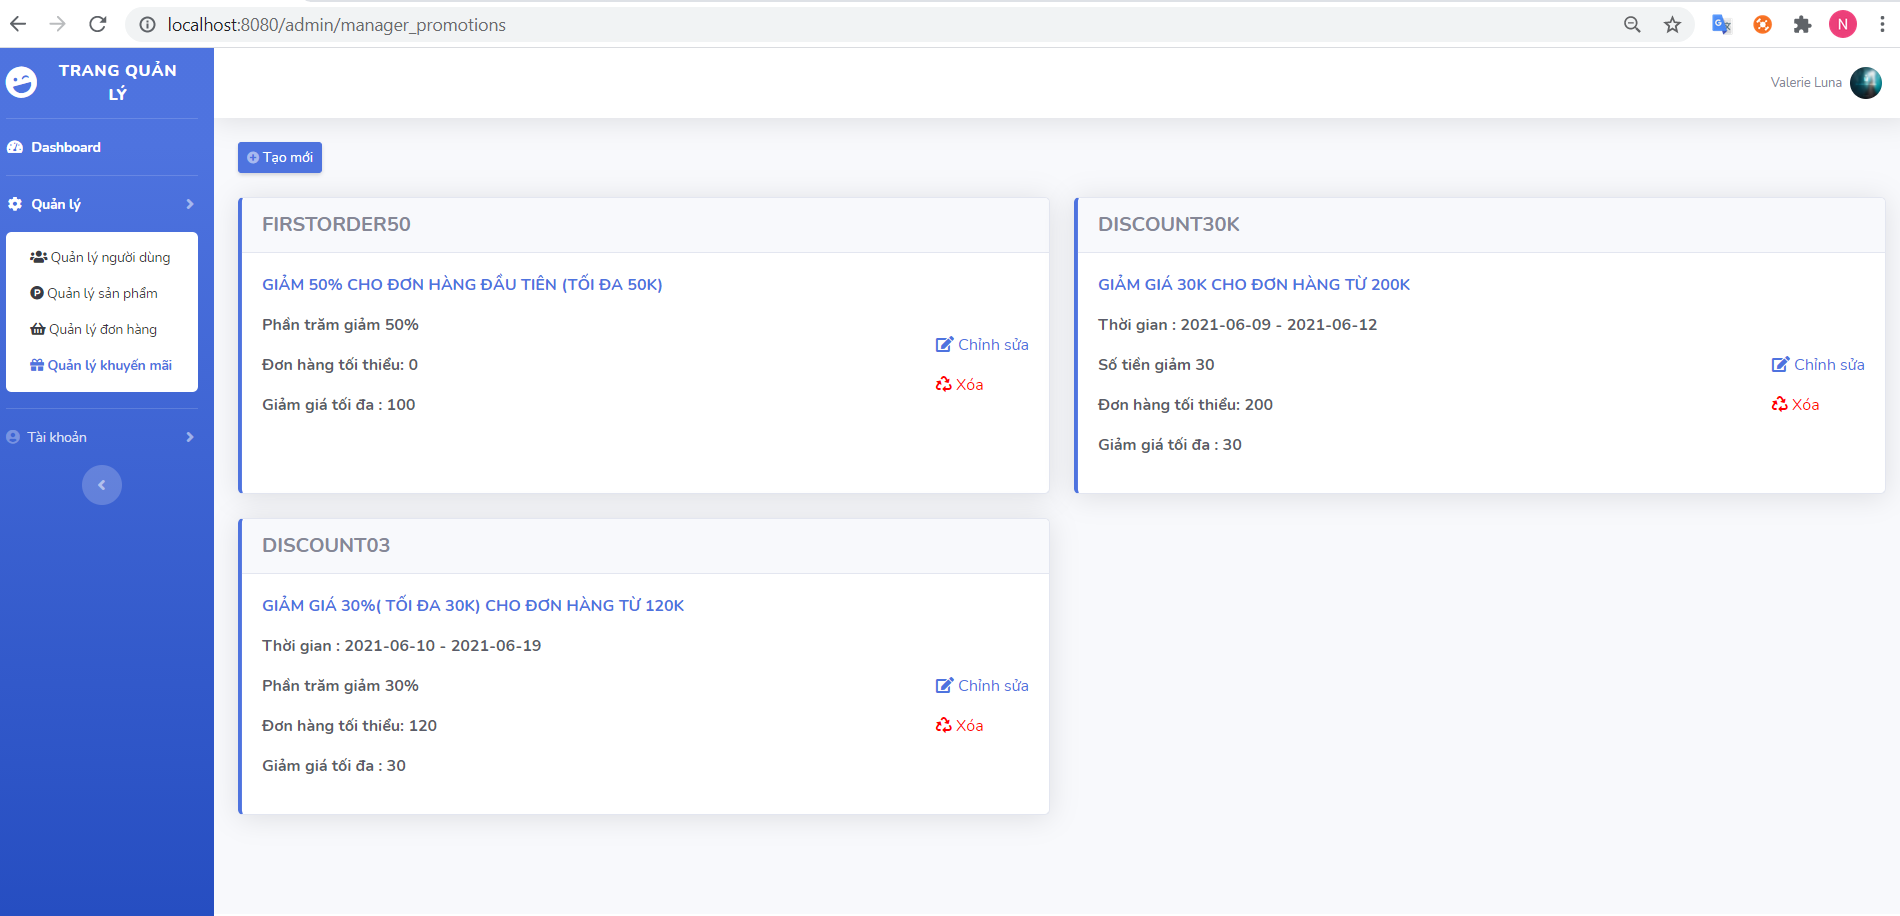 localhost:8080/admin/manager_promotions
N
TRANG QUẢN
LÝ
Valerie Luna
Dashboard
Quản lý
Quản lý người dùng
Quản lý sản phẩm
Quản lý đơn hàng
Quản lý khuyến mãi
Tài khoản
Tạo mới
FIRSTORDER50
GIẢM 50% CHO ĐƠN HÀNG ĐẦU TIÊN (TỐI ĐA 50K)
Phần trăm giảm 50%
Đơn hàng tối thiểu: 0
Giảm giá tối đa : 100
Chỉnh sửa
Xóa
DISCOUNT30K
GIẢM GIÁ 30K CHO ĐƠN HÀNG TỪ 200K
Thời gian : 2021-06-09 - 2021-06-12
Số tiền giảm 30
Đơn hàng tối thiểu: 200
Giảm giá tối đa : 30
Chỉnh sửa
Xóa
DISCOUNT03
GIẢM GIÁ 30%( TỐI ĐA 30K) CHO ĐƠN HÀNG TỪ 120K
Thời gian : 2021-06-10 - 2021-06-19
Phần trăm giảm 30%
Đơn hàng tối thiểu: 120
Giảm giá tối đa : 30
Chỉnh sửa
Xóa